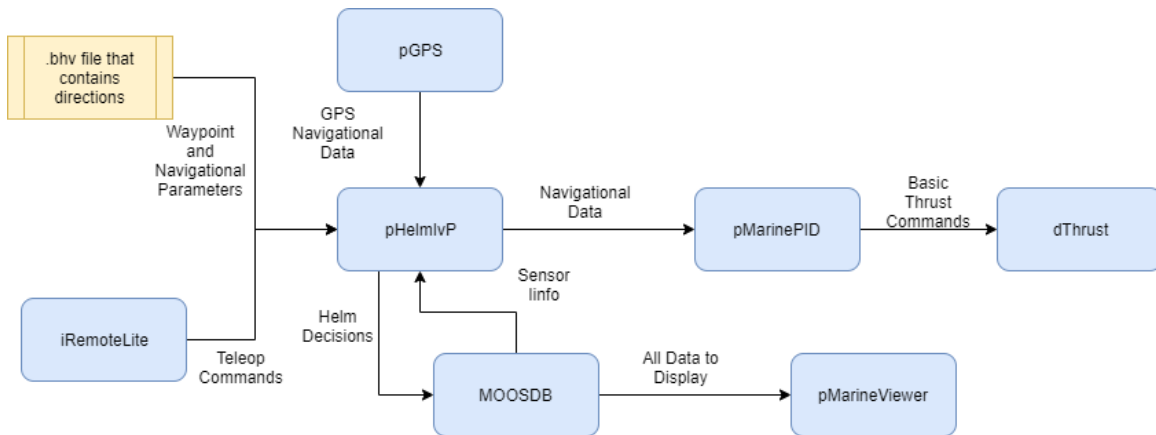 .bhv file that
contains
directions
pGPS
GPS
Navigational
Data
Waypoint
and
Navigational
Parameters
pHelmIvP
Navigational
Data
pMarinePID
Basic
Thrust
Commands
dThrust
Sensor
Iinfo
Helm
Decisions
iRemoteLite
Teleop
Commands
MOOSDB
All Data to
Display
pMarineViewer